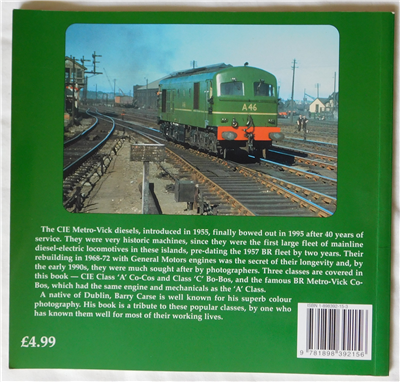 A 46
The CIE Metro-Vick diesels, introduced in 1955, finally bowed out in 1995 after 40 years of
service. They were very historic machines, since they were the first large fleet of mainline
diesel-electric locomotives in these islands, pre-dating the 1957 BR fleet by two years. Their
rebuilding in 1968-72 with General Motors engines was the secret of their longevity and, by
the early 1990s, they were much sought after by photographers. Three classes are covered in
this book — CIE Class 'A' Co-Cos and Class 'C' Bo-Bos, and the famous BR Metro-Vick Co-
Bos, which had the same engine and mechanicals as the 'A' Class.
A native of Dublin, Barry Carse is well known for his superb colour
photography. His book is a tribute to these popular classes, by one who
has known them well for most of their working lives.
£4.99
9 781898 392156